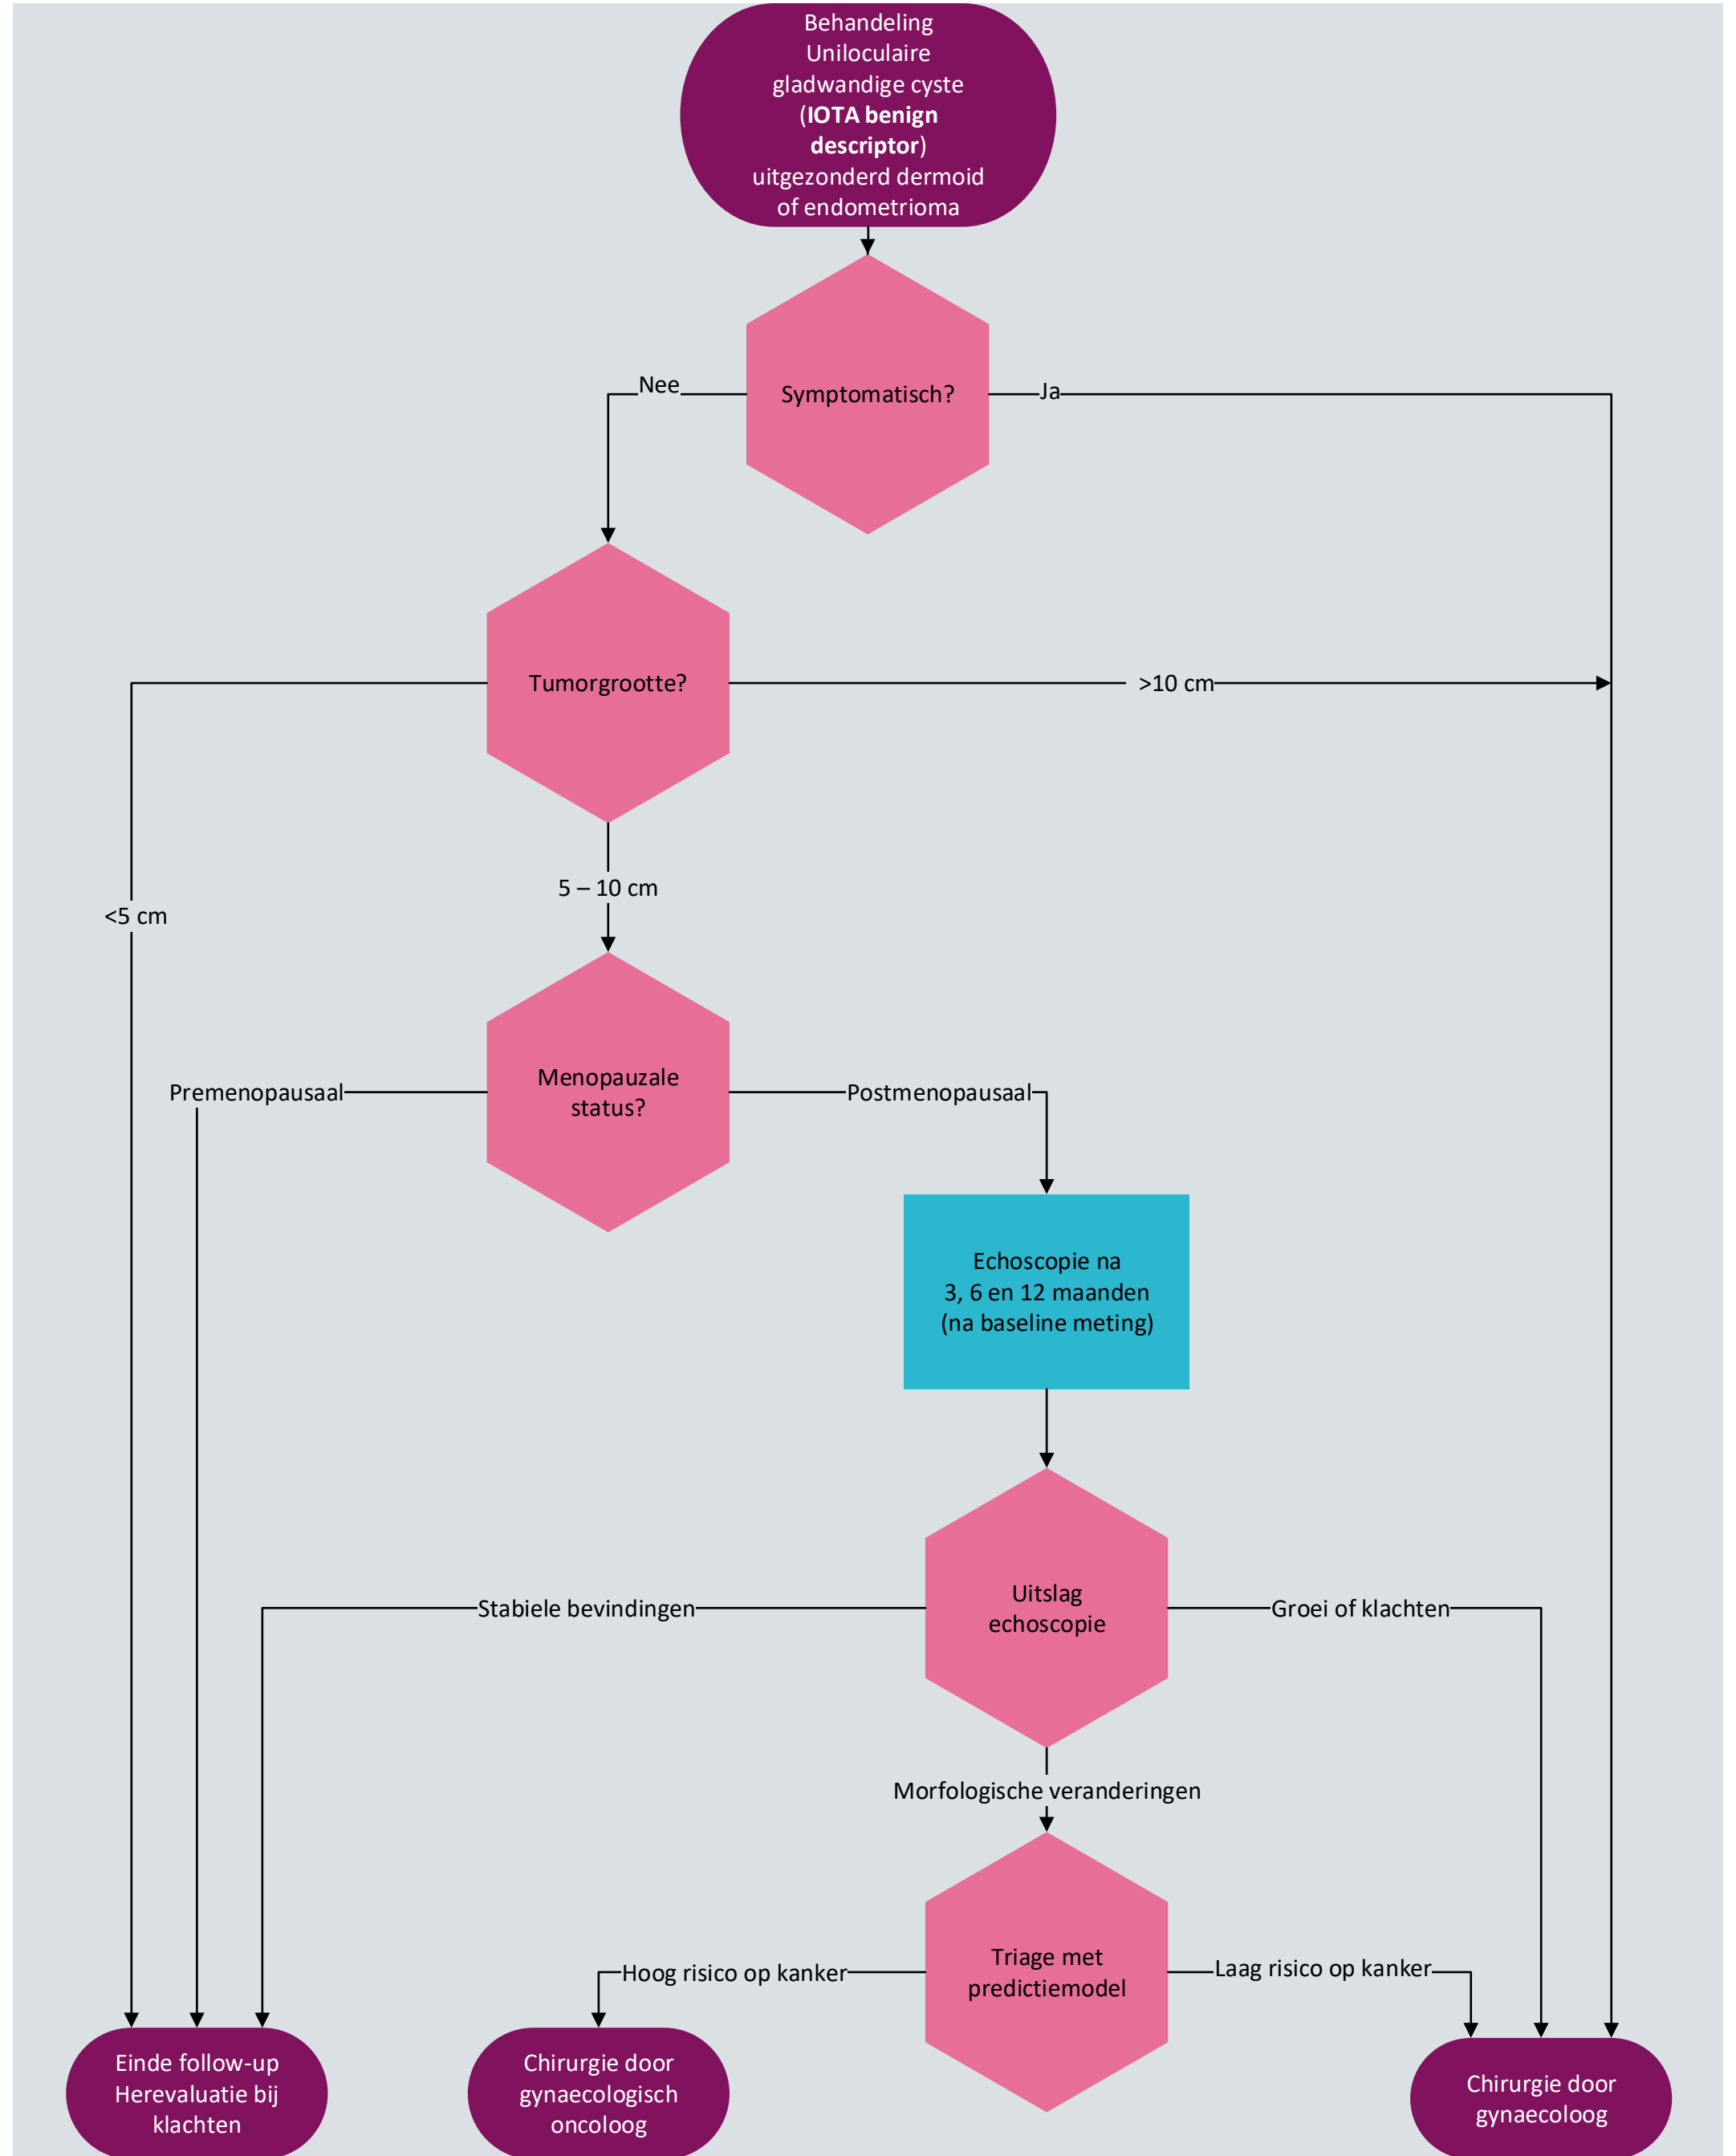 Behandeling
Uniloculaire
gladwandige cyste
(IOTA benign
descriptor)
uitgezonderd dermoid
of endometrioma
Symptomatisch?
Nee
Ja
Tumorgrootte?
>10 cm
5 – 10 cm
<5 cm
Menopauzale
status?
Premenopausaal
Postmenopausaal
Echoscopie na
3, 6 en 12 maanden
(na baseline meting)
Uitslag
echoscopie
Stabiele bevindingen
Groei of klachten
Morfologische veranderingen
Triage met
predictiemodel
Hoog risico op kanker
Laag risico op kanker
Einde follow-up
Herevaluatie bij
klachten
Chirurgie door
gynaecologisch
oncoloog
Chirurgie door
gynaecoloog